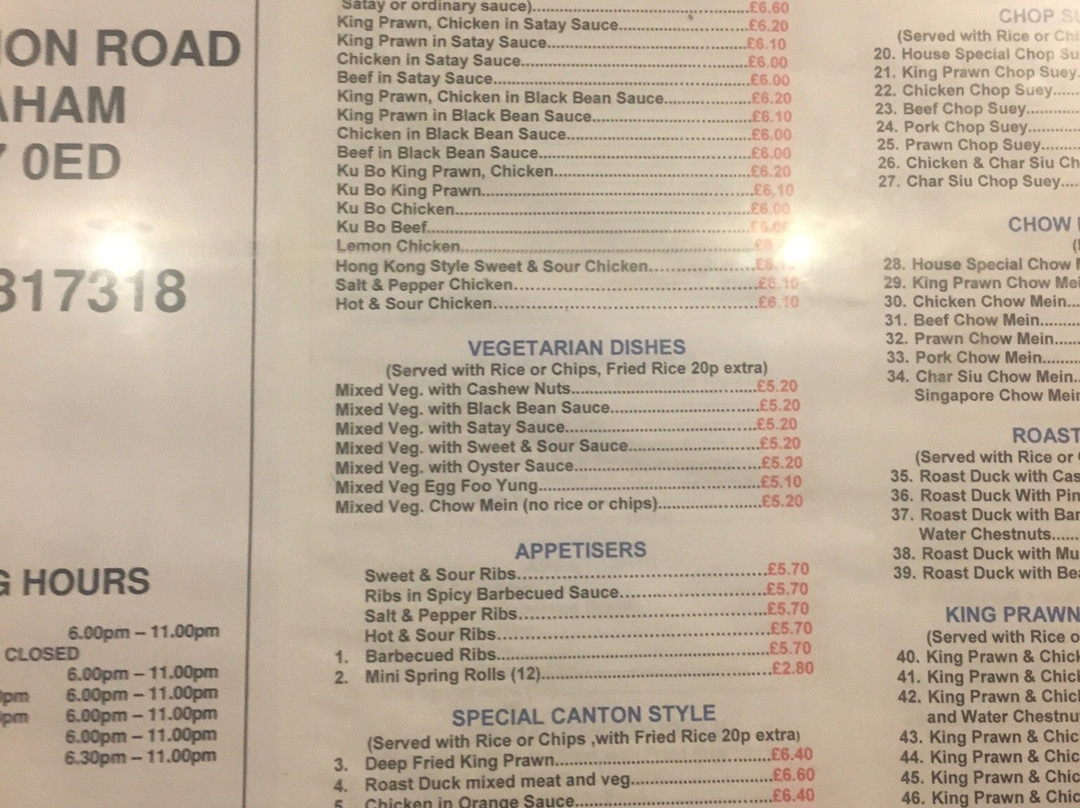 ION ROAD
AHAM
7 0ED
817318
G HOURS
6.00pm – 11.00pm
CLOSED
6.00pm – 11.00pm
pm 6.00pm – 11.00pm
pm 6.00pm – 11.00pm
6.00pm – 11.00pm
6.30pm – 11.00pm
Satay or ordinary sauce)....£6.60
King Prawn, Chicken in Satay Sauce....£6.20
King Prawn in Satay Sauce....£6.10
Chicken in Satay Sauce....£6.00
Beef in Satay Sauce....£6.00
King Prawn, Chicken in Black Bean Sauce....£6.20
King Prawn in Black Bean Sauce....£6.10
Chicken in Black Bean Sauce....£6.00
Beef in Black Bean Sauce....£6.00
Ku Bo King Prawn, Chicken....£6.20
Ku Bo King Prawn....£6,10
Ku Bo Chicken....£6.00
Ku Bo Beef....
Lemon Chicken....
Hong Kong Style Sweet & Sour Chicken....
Salt & Pepper Chicken....£6.10
Hot & Sour Chicken....£6.10
VEGETARIAN DISHES
(Served with Rice or Chips, Fried Rice 20p extra)
Mixed Veg. with Cashew Nuts....£5.20
Mixed Veg. with Black Bean Sauce....£5.20
Mixed Veg. with Satay Sauce....£5.20
Mixed Veg. with Sweet & Sour Sauce....£5.20
Mixed Veg. with Oyster Sauce....£5.20
Mixed Veg Egg Foo Yung....£5.10
Mixed Veg. Chow Mein (no rice or chips)....£5.20
APPETISERS
Sweet & Sour Ribs....£5.70
Ribs in Spicy Barbecued Sauce....£5.70
Salt & Pepper Ribs....£5.70
Hot & Sour Ribs....£5.70
1. Barbecued Ribs....£5.70
2. Mini Spring Rolls (12)....£2.80
SPECIAL CANTON STYLE
(Served with Rice or Chips ,with Fried Rice 20p extra)
3. Deep Fried King Prawn....£6.40
4. Roast Duck mixed meat and veg....£6.60
5. Chicken in Orange Sauce....£6.40
CHOP SU
(Served with Rice or Chi
20. House Special Chop Su
21. King Prawn Chop Suey.
22. Chicken Chop Suey....
23. Beef Chop Suey....
24. Pork Chop Suey....
25. Prawn Chop Suey....
26. Chicken & Char Siu Ch
27. Char Siu Chop Suey....
CHOW
(
28. House Special Chow
29. King Prawn Chow Mei
30. Chicken Chow Mein...
31. Beef Chow Mein....
32. Prawn Chow Mein....
33. Pork Chow Mein....
34. Char Siu Chow Mein..
Singapore Chow Mein
ROAST
(Served with Rice or
35. Roast Duck with Cas
36. Roast Duck With Pin
37. Roast Duck with Bar
Water Chestnuts....
38. Roast Duck with Mu
39. Roast Duck with Bea
KING PRAWN
(Served with Rice o
40. King Prawn & Chick
41. King Prawn & Chick
42. King Prawn & Chick
and Water Chestnu
43. King Prawn & Chic
44. King Prawn & Chic
45. King Prawn & Chic
46. King Prawn & Chic